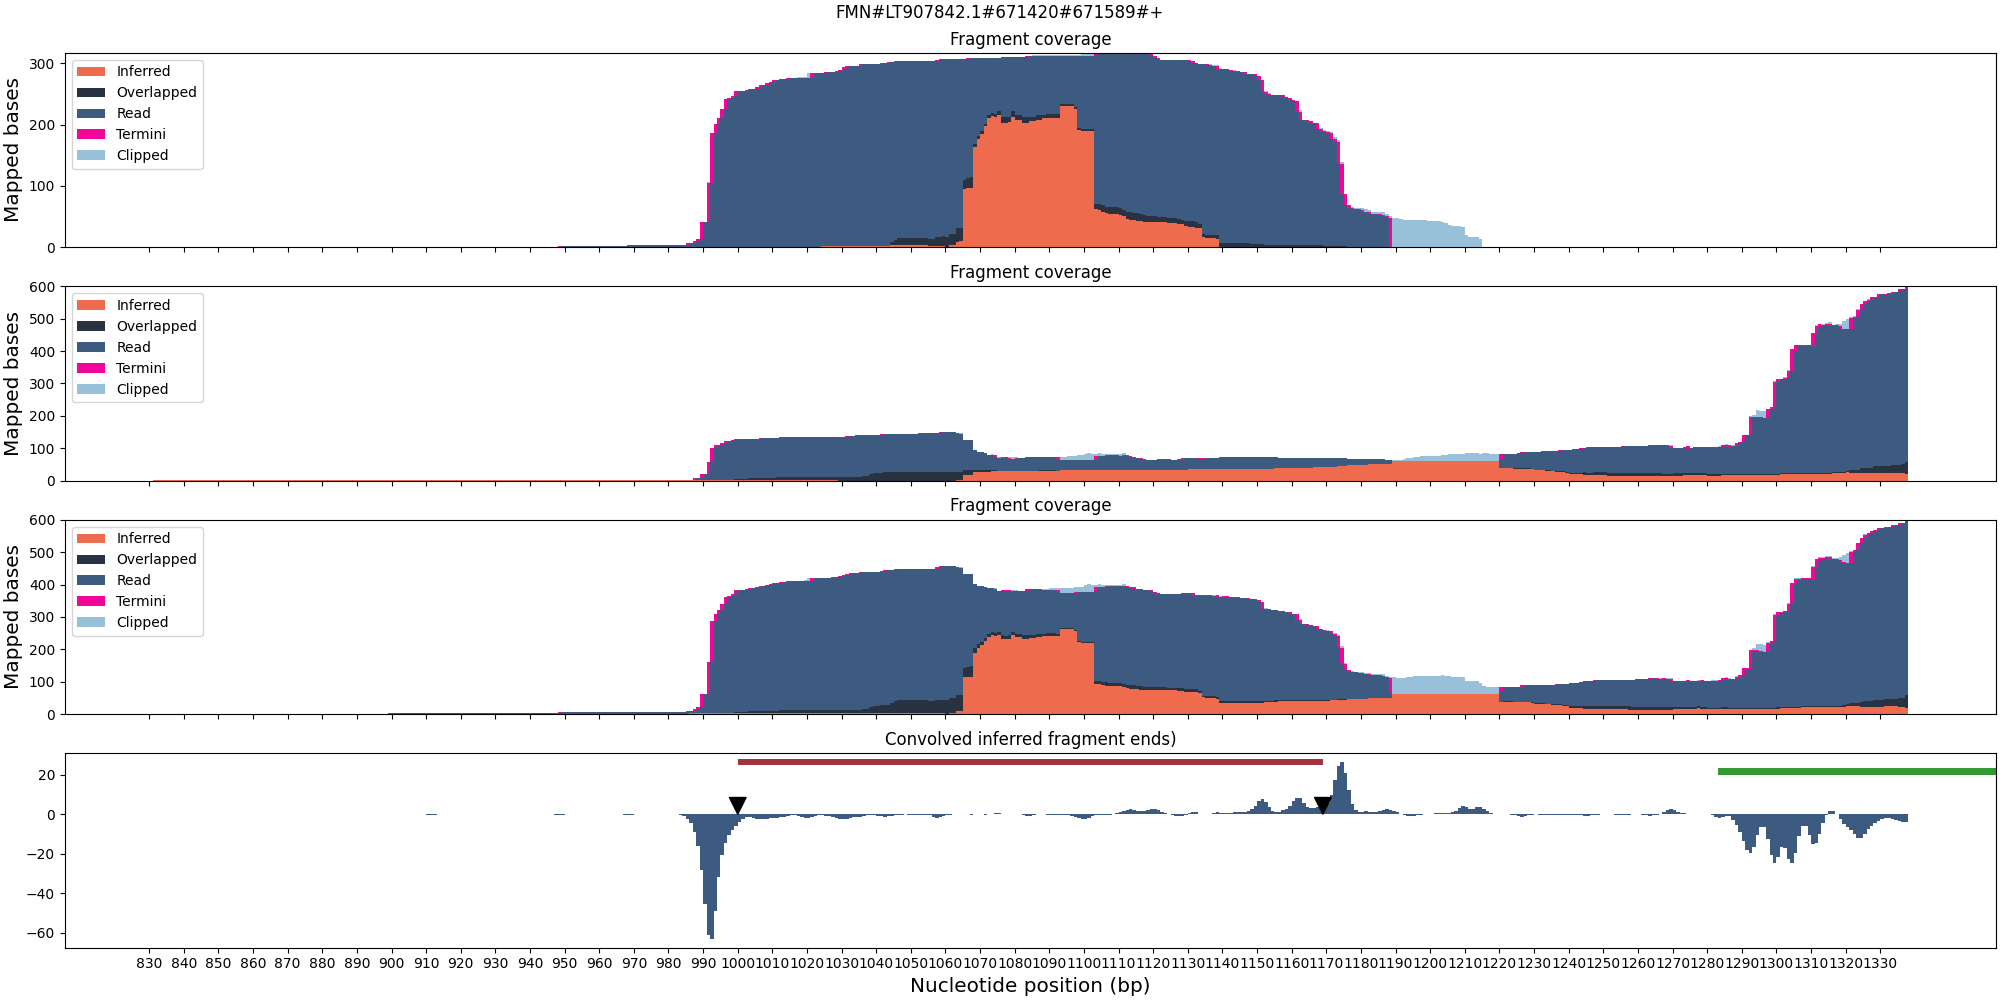 FMN#LT907842.1#671420#671589#+
Fragment coverage
Mapped bases
300
200
100
0
Inferred
Overlapped
Read
Termini
Clipped
Fragment coverage
Mapped bases
600
500
400
300
200
100
0
Inferred
Overlapped
Read
Termini
Clipped
Fragment coverage
Mapped bases
600
500
400
300
200
100
0
Inferred
Overlapped
Read
Termini
Clipped
Convolved inferred fragment ends)
20
0
−20
−40
−60
830 840 850 860 870 880 890 900 910 920 930 940 950 960 970 980 990 1000 1010 1020 1030 1040 1050 1060 1070 1080 1090 1100 1110 1120 1130 1140 1150 1160 1170 1180 1190 1200 1210 1220 1230 1240 1250 1260 1270 1280 1290 1300 1310 1320 1330
Nucleotide position (bp)